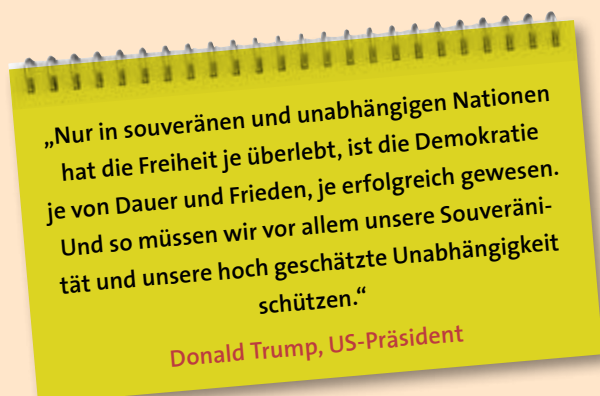 „Nur in souveränen und unabhängigen Nationen
hat die Freiheit je überlebt, ist die Demokratie
je von Dauer und Frieden, je erfolgreich gewesen.
Und so müssen wir vor allem unsere Souveräni-
tät und unsere hoch geschätzte Unabhängigkeit
schützen.“
Donald Trump, US-Präsident